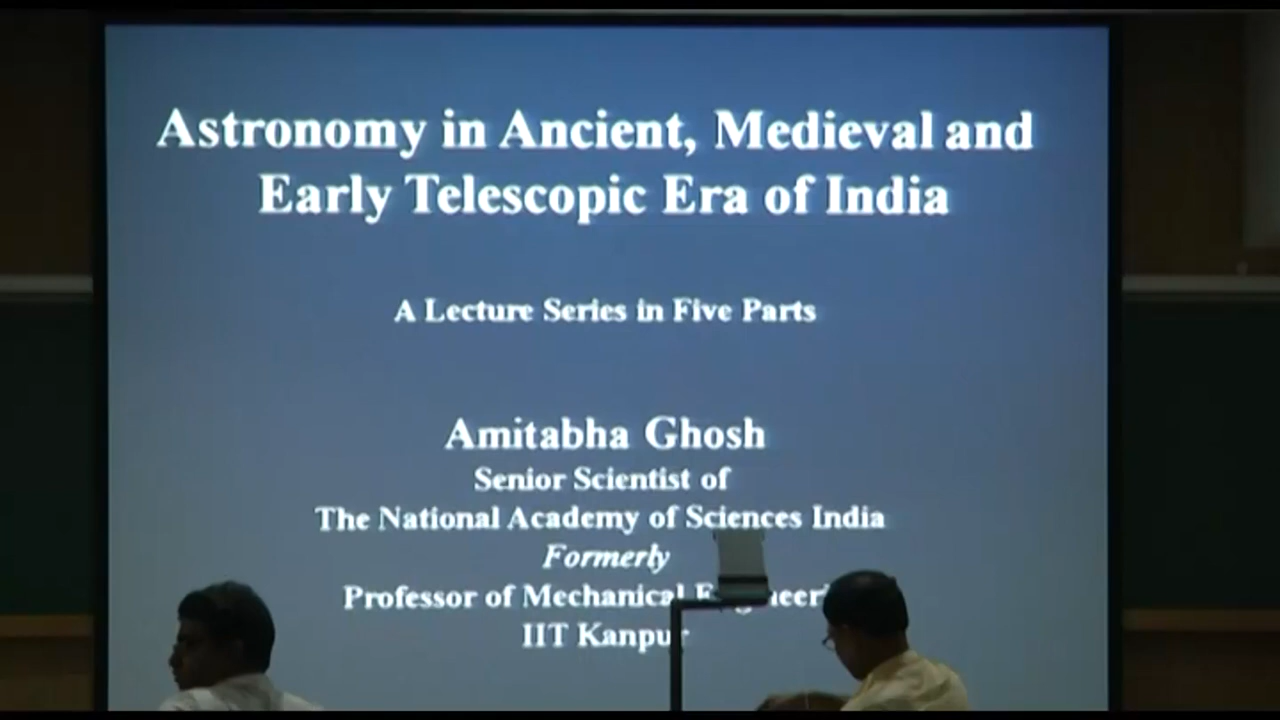 Astronomy in Ancient, Medieval and
Early Telescopic Era of India
A Lecture Series in Five Parts
Amitabha Ghosh
Senior Scientist of
The National Academy of Sciences India
Formerly
Professor of Mechanical
IIT Kanpur